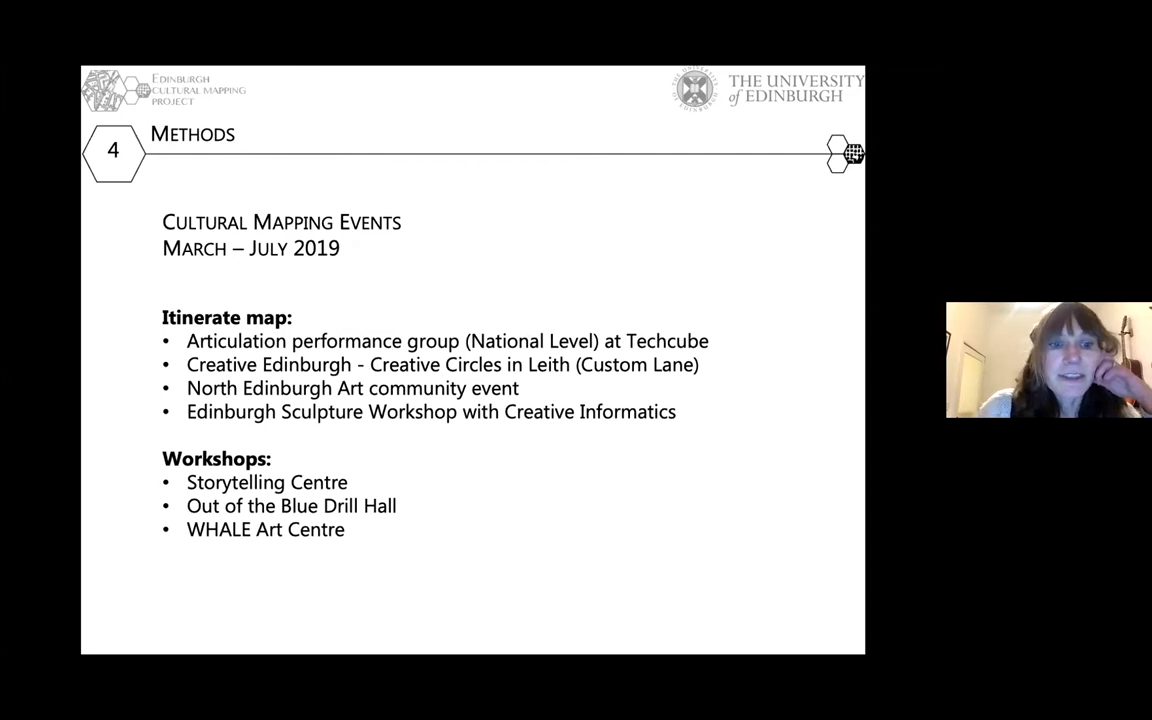 EDINBURGH
CULTURAL MAPPING
PROJECT
THE UNIVERSITY
of EDINBURGH
4
METHODS
CULTURAL MAPPING EVENTS
MARCH – JULY 2019
Itinerate map:
• Articulation performance group (National Level) at Techcube
• Creative Edinburgh - Creative Circles in Leith (Custom Lane)
• North Edinburgh Art community event
• Edinburgh Sculpture Workshop with Creative Informatics
Workshops:
• Storytelling Centre
• Out of the Blue Drill Hall
• WHALE Art Centre